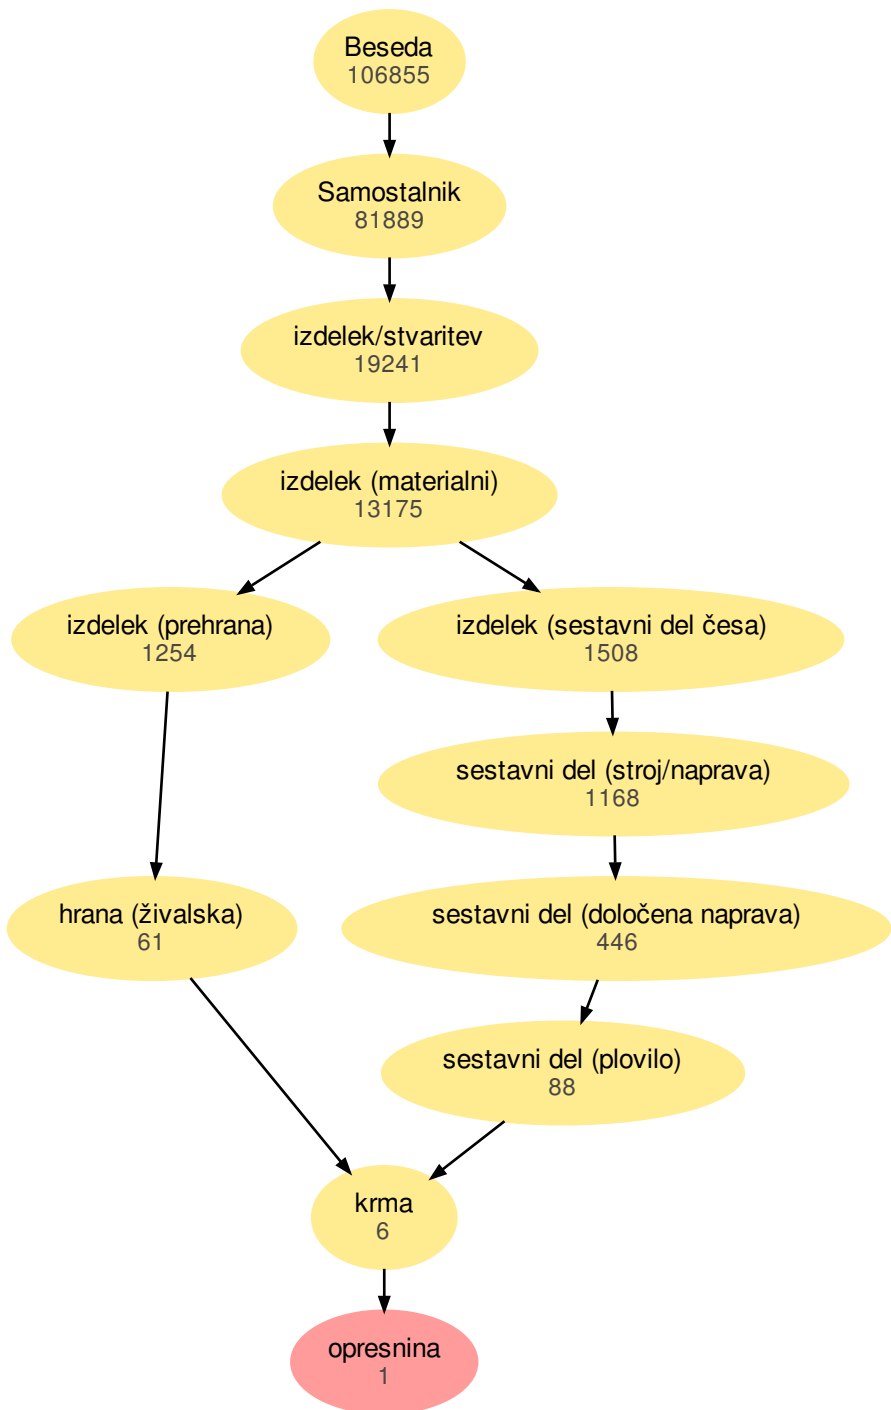 Beseda
106855
Samostalnik
81889
izdelek/stvaritev
19241
izdelek (materialni)
13175
izdelek (prehrana)
1254
izdelek (sestavni del česa)
1508
sestavni del (stroj/naprava)
1168
hrana (živalska)
61
sestavni del (določena naprava)
446
sestavni del (plovilo)
88
krma
6
opresnina
1